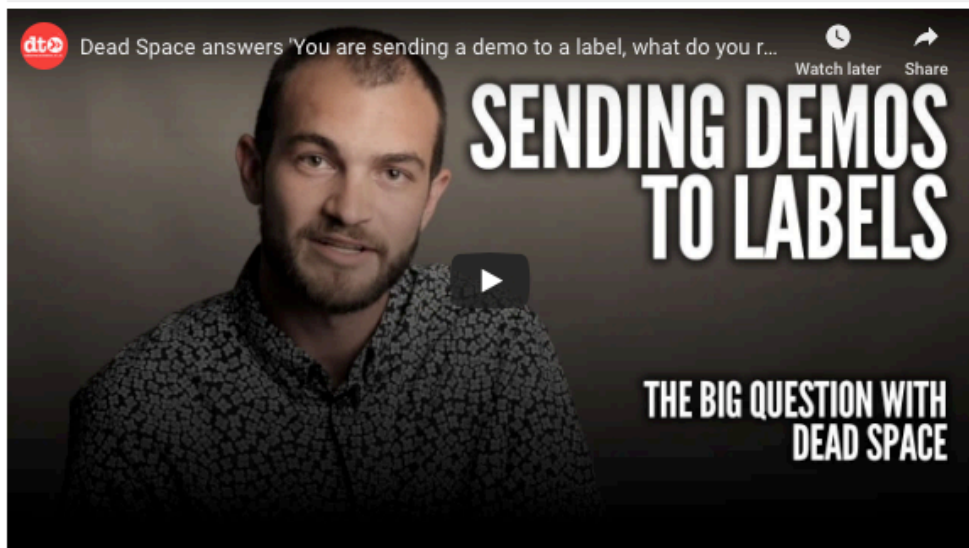 dt
Dead Space answers 'You are sending a demo to a label, what do you r...
Watch later
Share
SENDING DEMOS
TO LABELS
THE BIG QUESTION WITH
DEAD SPACE